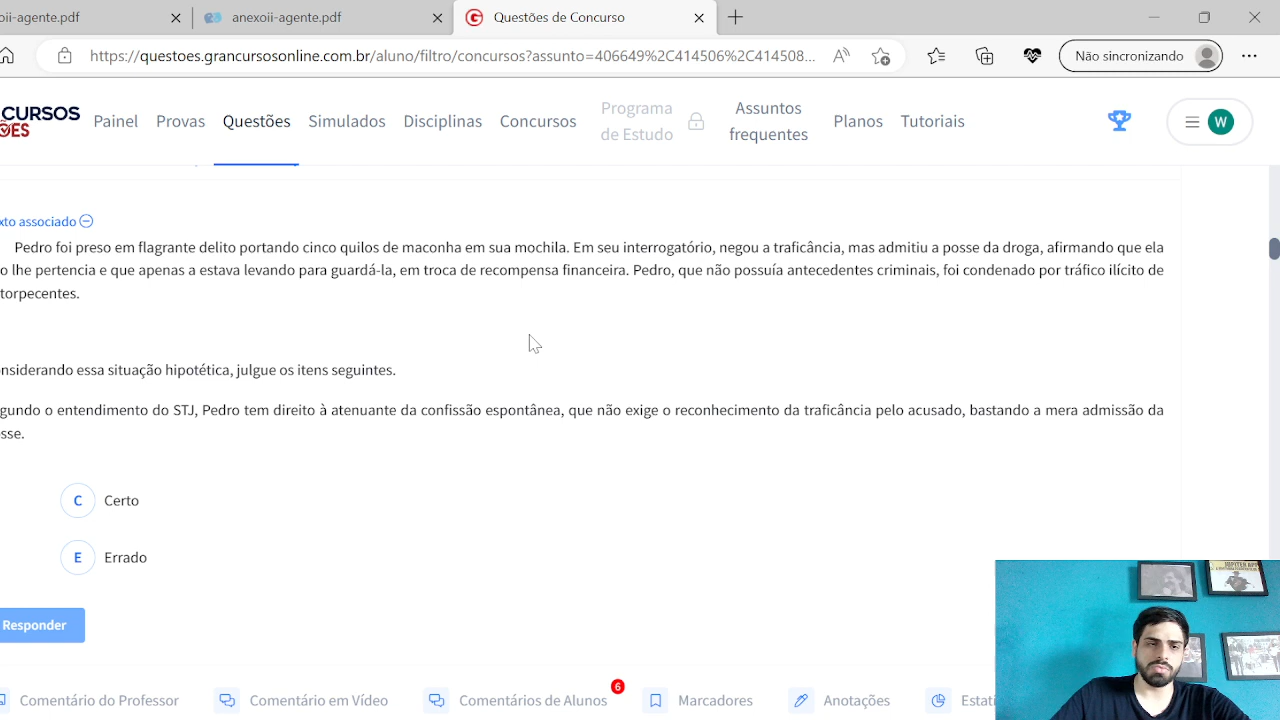 oii-agente.pdf
anexoii-agente.pdf
G
Questões de Concurso
https://questoes.grancursosonline.com.br/aluno/filtro/concursos?assunto=406649%2C414506%2C414508...
A
Não sincronizando
CURSOS
ÕES
Painel
Provas
Questões
Simulados
Disciplinas
Concursos
Programa
de Estudo
Assuntos
frequentes
Planos
Tutoriais
W
xto associado
Pedro foi preso em flagrante delito portando cinco quilos de maconha em sua mochila. Em seu interrogatório, negou a traficância, mas admitiu a posse da droga, afirmando que ela
o lhe pertencia e que apenas a estava levando para guardá-la, em troca de recompensa financeira. Pedro, que não possuía antecedentes criminais, foi condenado por tráfico ilícito de
torpecentes.
nsiderando essa situação hipotética, julgue os itens seguintes.
gundo o entendimento do STJ, Pedro tem direito à atenuante da confissão espontânea, que não exige o reconhecimento da traficância pelo acusado, bastando a mera admissão da
sse.
C Certo
E Errado
Responder
Comentário do Professor
Comentário em Vídeo
Comentários de Alunos
6
Marcadores
Anotações
Estatí
JUPITER APP